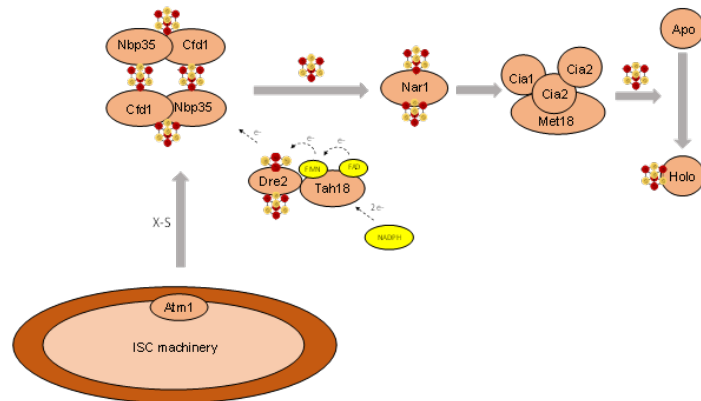 Nbp35 Cfd1
Cfd1 Nbp35
Nar1
Cia1 Cia2
Cia2
Met18
Apo
Holo
e-
e- e-
FMN FAD
Dre2 Tah18
2 e-
NADPH
X-S
Atm1
ISC machinery